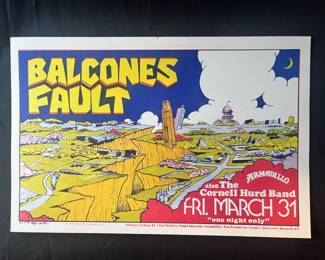 BALCONES
FAULT
ARMADILLO
also The
Cornell Hurd Band
FRI. MARCH 31
"one night only"